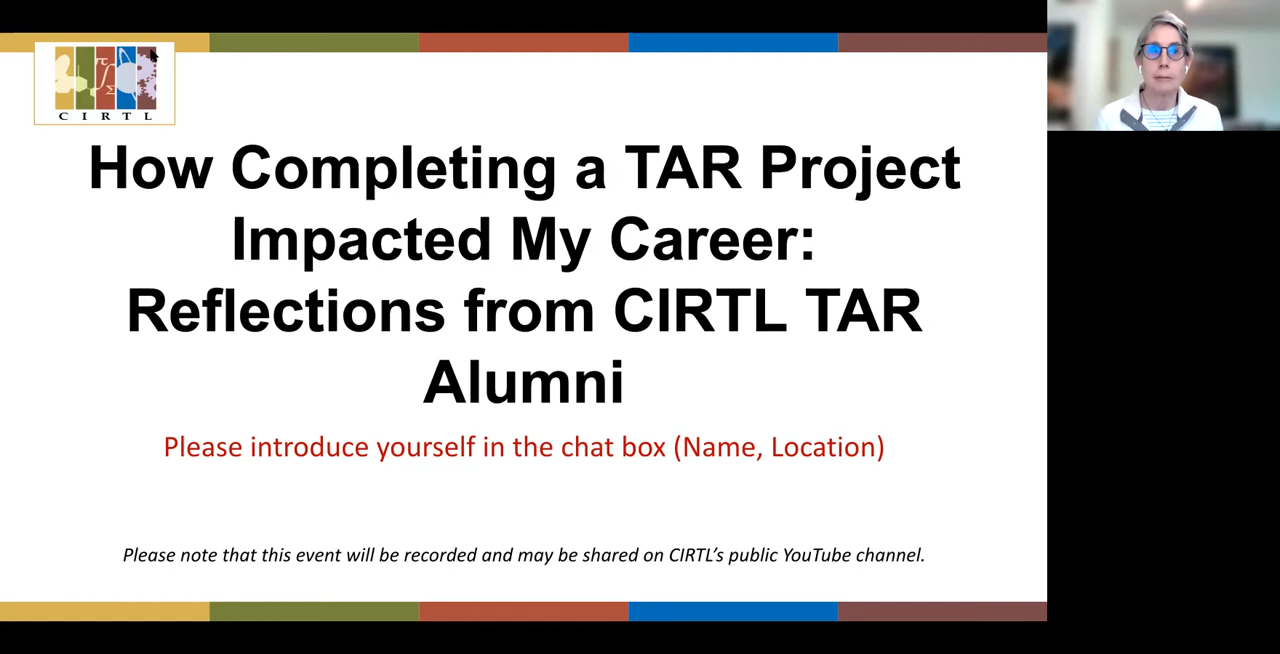 CIRTL
How Completing a TAR Project
Impacted My Career:
Reflections from CIRTL TAR
Alumni
Please introduce yourself in the chat box (Name, Location)
Please note that this event will be recorded and may be shared on CIRTL’s public YouTube channel.